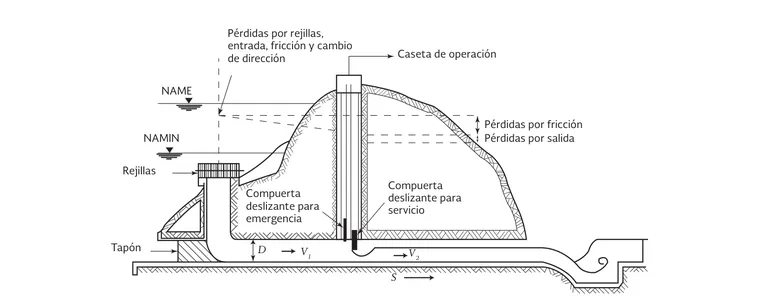 Pérdidas por rejillas,
entrada, fricción y cambio
de dirección
Caseta de operación
NAME
Pérdidas por fricción
Pérdidas por salida
NAMIN
Rejillas
Compuerta
deslizante para
emergencia
Compuerta
deslizante para
servicio
Tapón
D
V1
V2
S